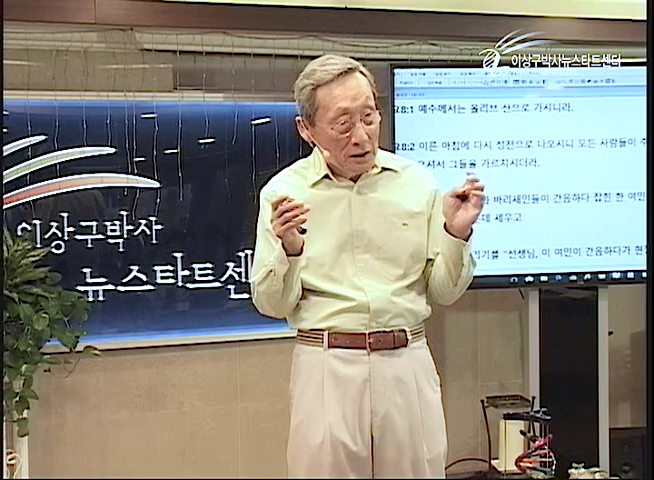 이상구박사뉴스타트센터
요8:1 예수께서는 올리브 산으로 가시니라.
요8:2 이른 아침에 다시 성전으로 나오시니 모든 사람들이
그들을 가르치시더라.
바리새인들이 간음하다 잡힌 한
세우고
"선생님, 이 여인이 간음하다가
이상구박사
뉴스타트센